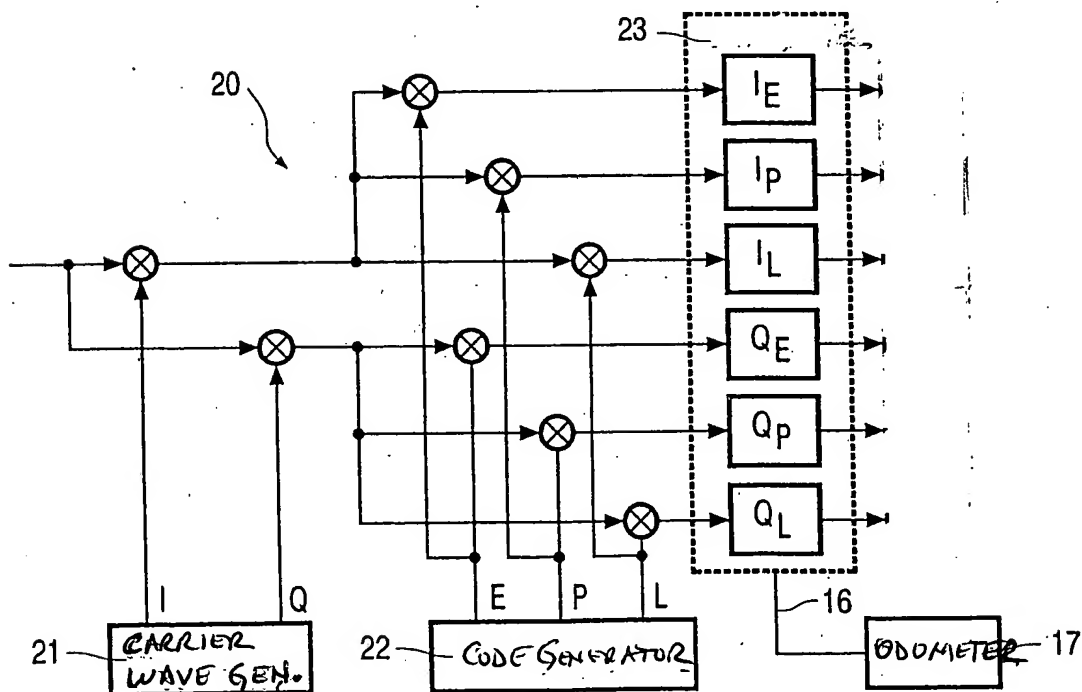 23
20
I_E
I_P
I_L
Q_E
Q_P
Q_L
I
Q
E
P
L
16
21
CARRIER
WAVE GEN.
22
CODE GENERATOR
ODOMETER
17